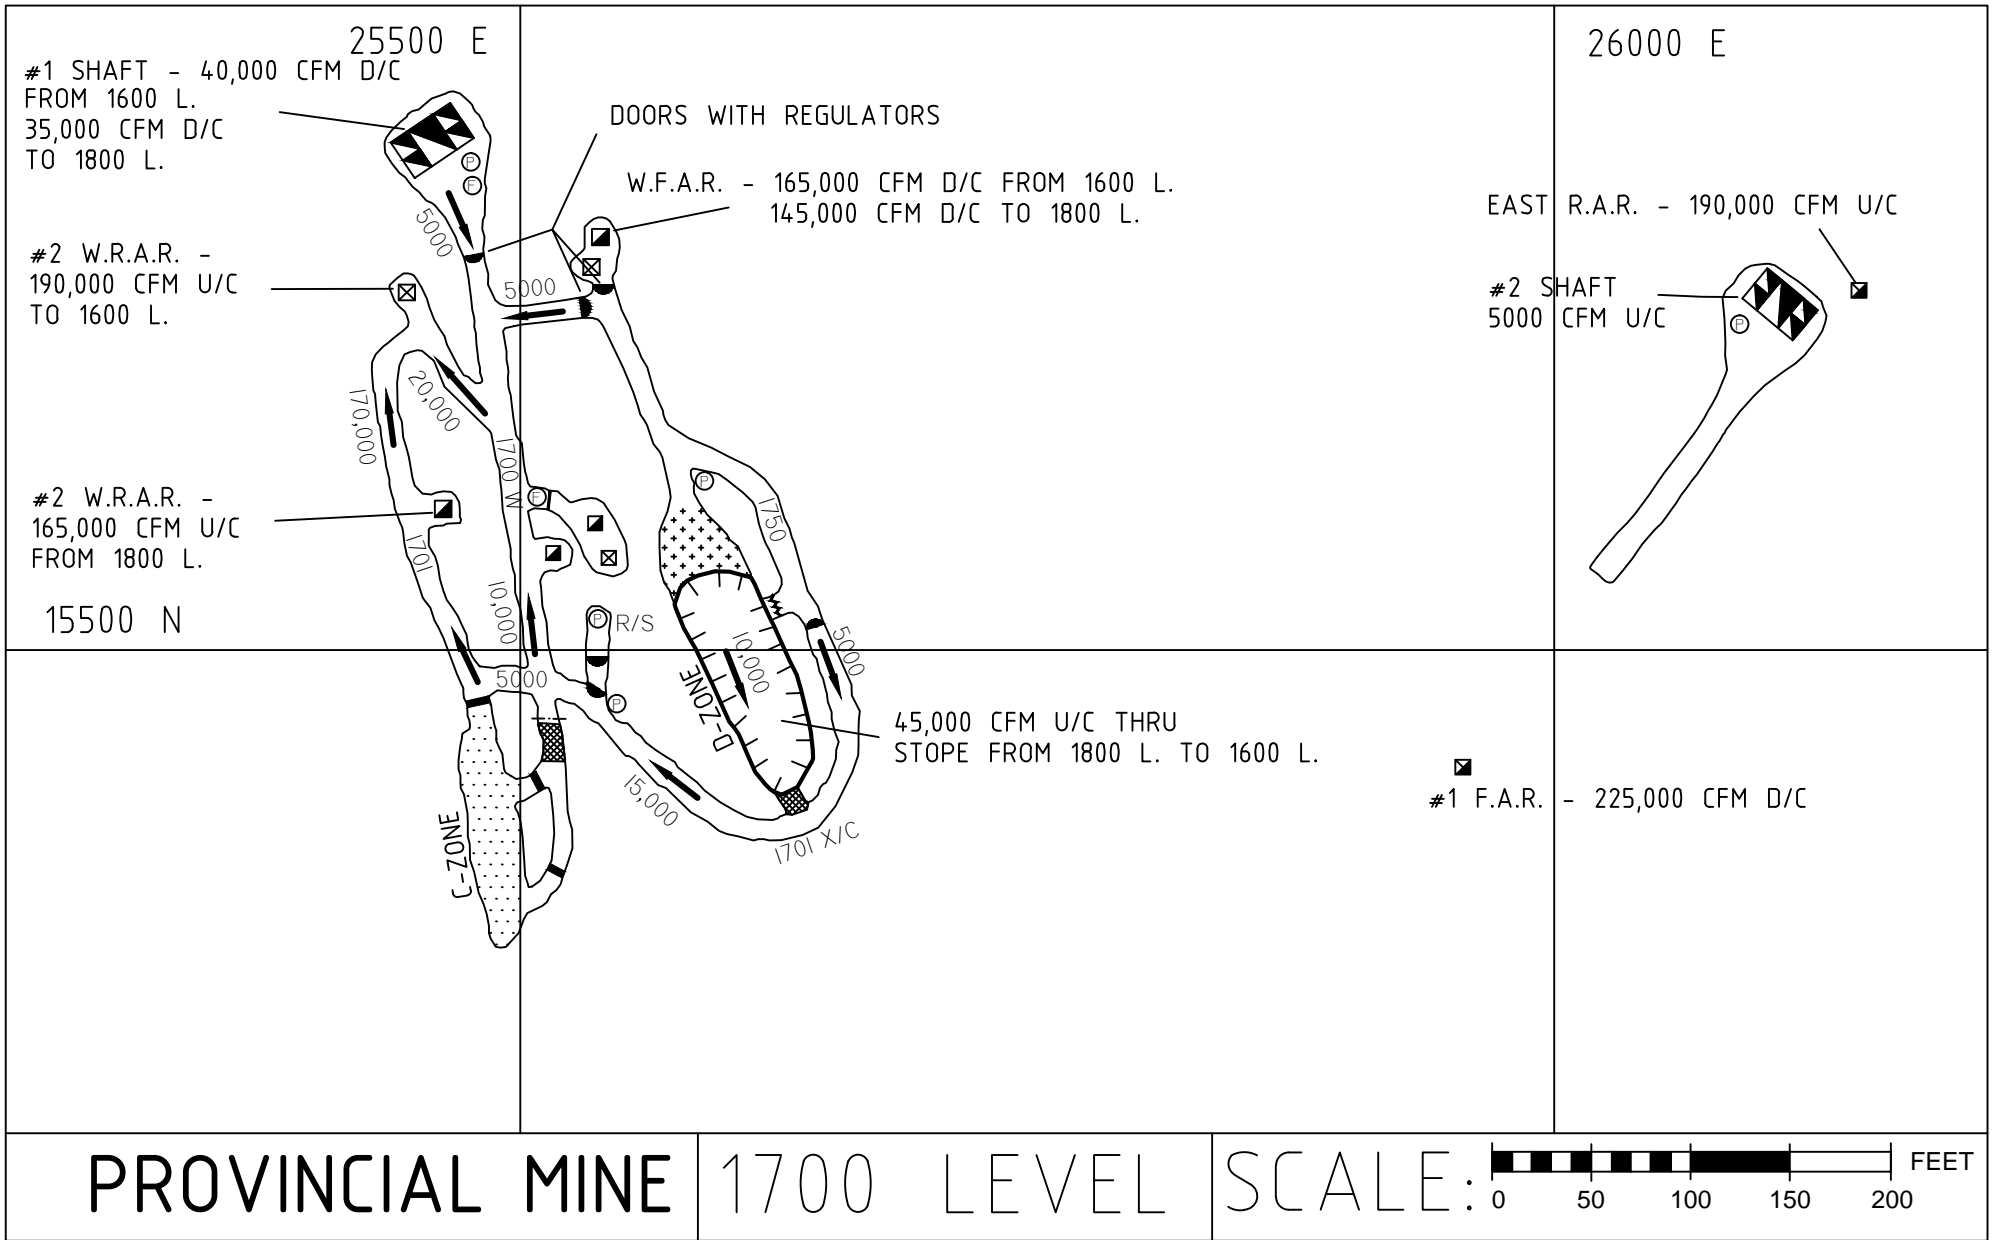 25500 E
26000 E
#1 SHAFT - 40,000 CFM D/C
FROM 1600 L.
35,000 CFM D/C
TO 1800 L.
DOORS WITH REGULATORS
P
F
W.F.A.R. - 165,000 CFM D/C FROM 1600 L.
145,000 CFM D/C TO 1800 L.
EAST R.A.R. - 190,000 CFM U/C
5000
#2 W.R.A.R. -
190,000 CFM U/C
TO 1600 L.
5000
#2 SHAFT
5000 CFM U/C
P
20,000
170,000
1700 W
P
F
1750
#2 W.R.A.R. -
165,000 CFM U/C
FROM 1800 L.
1701
10,000
15500 N
P
R/S
5000
10,000
5000
D-ZONE
P
45,000 CFM U/C THRU
STOPE FROM 1800 L. TO 1600 L.
15,000
#1 F.A.R. - 225,000 CFM D/C
1701 X/C
C-ZONE
PROVINCIAL MINE
1700 LEVEL
SCALE:
FEET
0 50 100 150 200